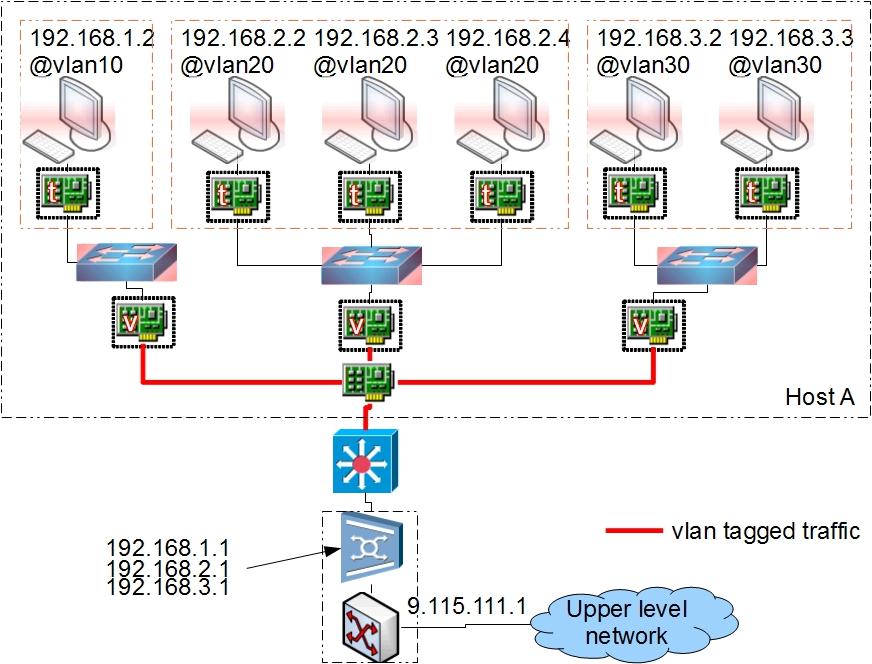 192.168.1.2 192.168.2.2 192.168.2.3 192.168.2.4 192.168.3.2 192.168.3.3
@vlan10 @vlan20 @vlan20 @vlan20 @vlan30 @vlan30
t t t t t t
v v v
Host A
vlan tagged traffic
192.168.1.1
192.168.2.1
192.168.3.1
9.115.111.1
Upper level
network